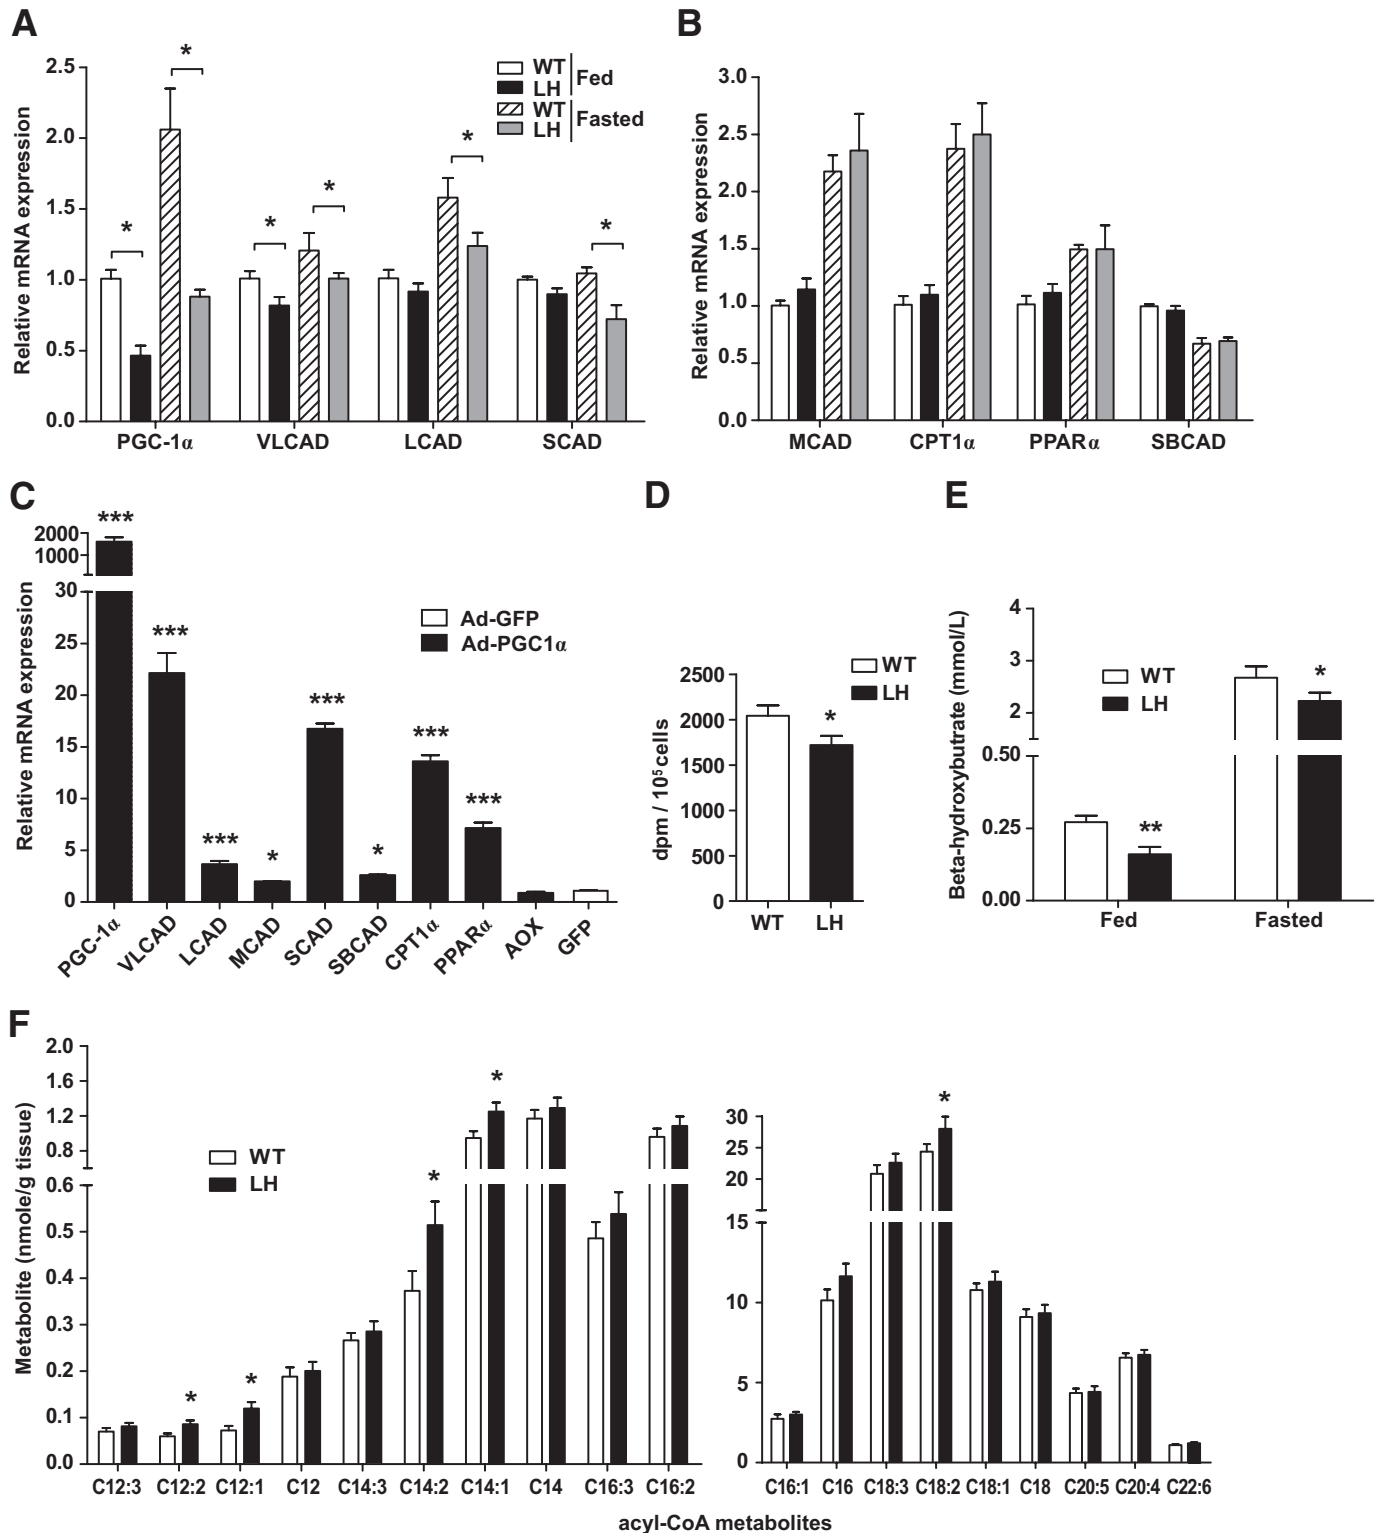 A
Relative mRNA expression
2.5
2.0
1.5
1.0
0.5
0.0
WT
LH
Fed
WT
LH
Fasted
*
*
*
*
*
*
PGC-1α
VLCAD
LCAD
SCAD
B
Relative mRNA expression
3.0
2.5
2.0
1.5
1.0
0.5
0.0
MCAD
CPT1α
PPARα
SBCAD
C
Relative mRNA expression
2000
1000
30
25
20
15
10
5
0
***
***
***
*
***
*
***
***
Ad-GFP
Ad-PGC1α
PGC-1α
VLCAD
LCAD
MCAD
SCAD
SBCAD
CPT1α
PPARα
AOX
GFP
D
dpm / 10⁵cells
2500
2000
1500
1000
500
0
WT
LH
*
WT
LH
E
Beta-hydroxybutrate (mmol/L)
4
3
2
0.50
0.25
0.00
WT
LH
**
*
Fed
Fasted
F
Metabolite (nmole/g tissue)
2.0
1.6
1.2
0.8
0.6
0.5
0.4
0.3
0.2
0.1
0.0
WT
LH
*
*
*
*
C12:3
C12:2
C12:1
C12
C14:3
C14:2
C14:1
C14
C16:3
C16:2
30
25
20
15
10
5
0
*
C16:1
C16
C18:3
C18:2
C18:1
C18
C20:5
C20:4
C22:6
acyl-CoA metabolites